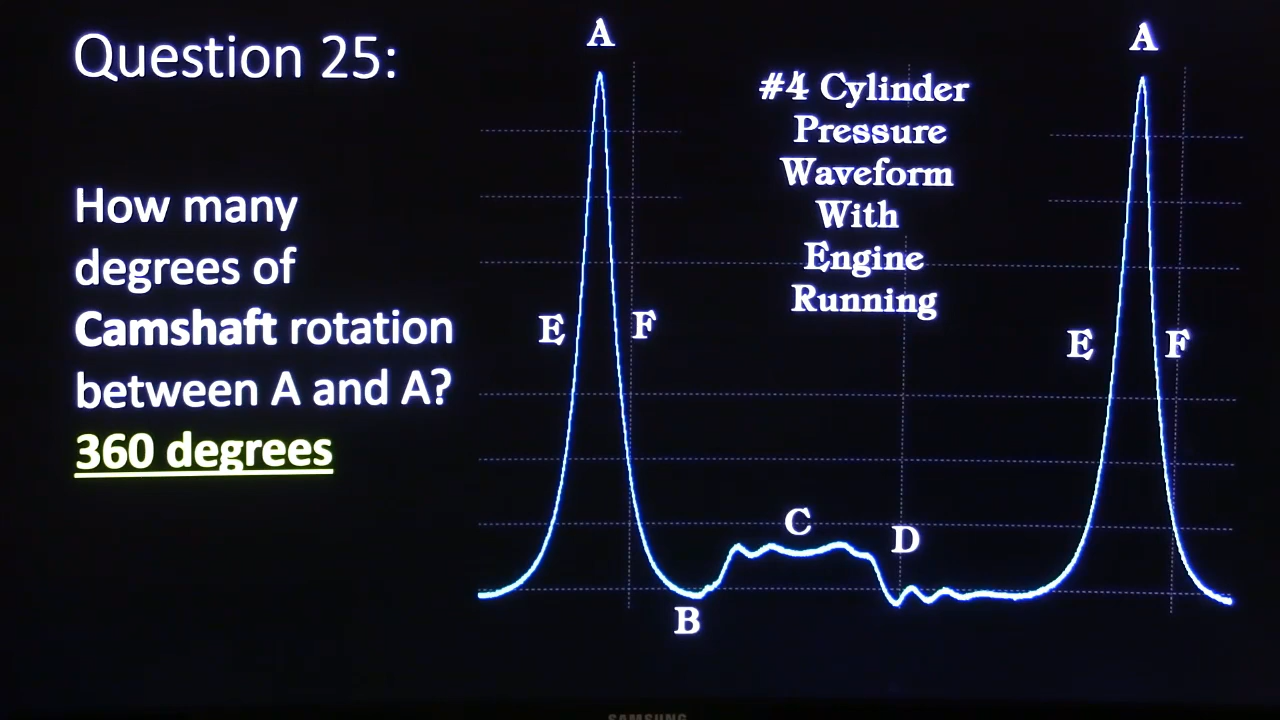 Question 25:
How many
degrees of
Camshaft rotation
between A and A?
360 degrees
A
A
#4 Cylinder
Pressure
Waveform
With
Engine
Running
E
F
E
F
C
D
B
SAMSUNG